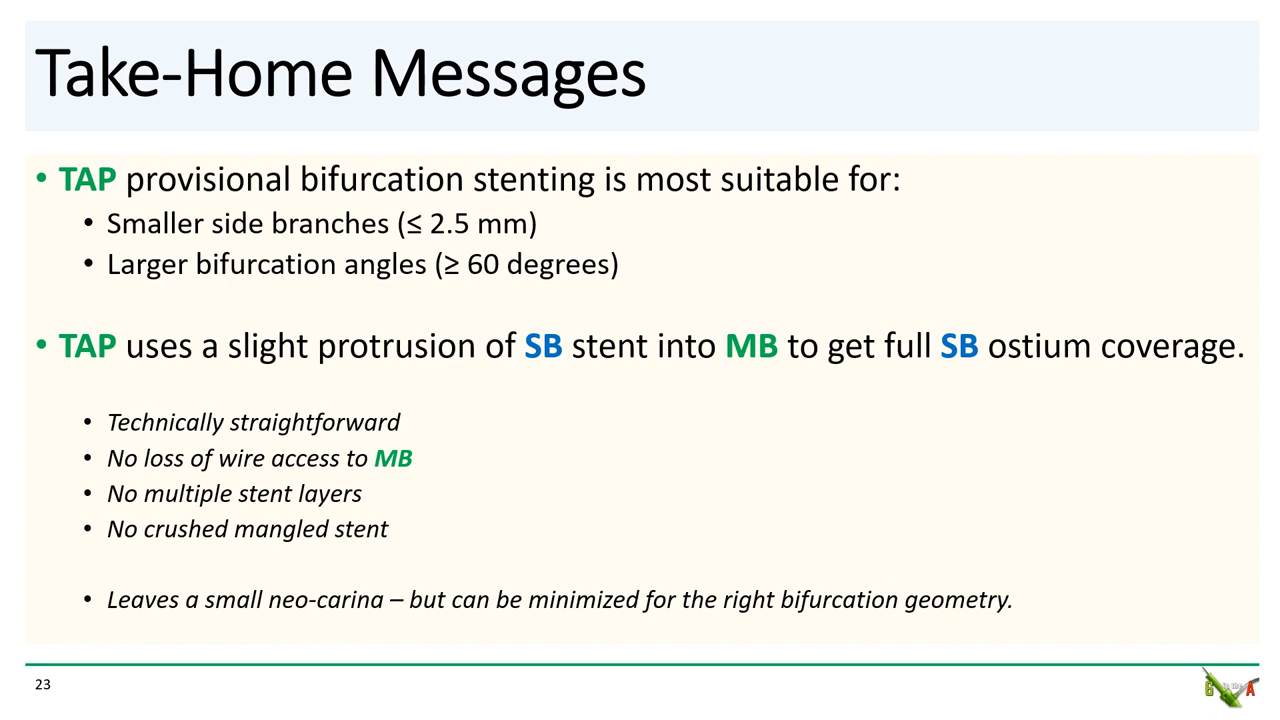 Take-Home Messages
• TAP provisional bifurcation stenting is most suitable for:
• Smaller side branches (≤ 2.5 mm)
• Larger bifurcation angles (≥ 60 degrees)
• TAP uses a slight protrusion of SB stent into MB to get full SB ostium coverage.
• Technically straightforward
• No loss of wire access to MB
• No multiple stent layers
• No crushed mangled stent
• Leaves a small neo-carina – but can be minimized for the right bifurcation geometry.
23
G in the A